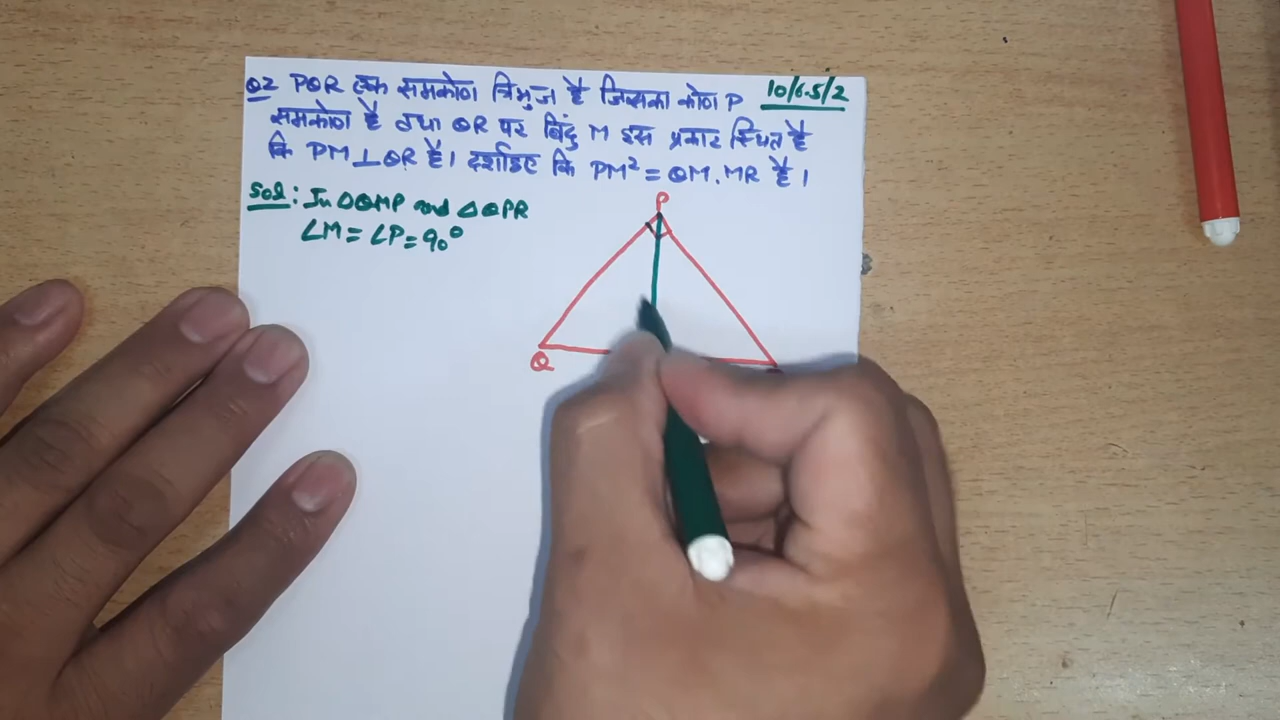 Q2 PQR एक समकोण त्रिभुज है जिसका कोण P 10/6.5/2
समकोण है तथा QR पर बिंदु M इस प्रकार स्थित है
कि PM⊥QR है। दर्शाइए कि PM² = QM.MR है।
Sol: In △QMP and △QPR
∠M = ∠P = 90°
P
Q